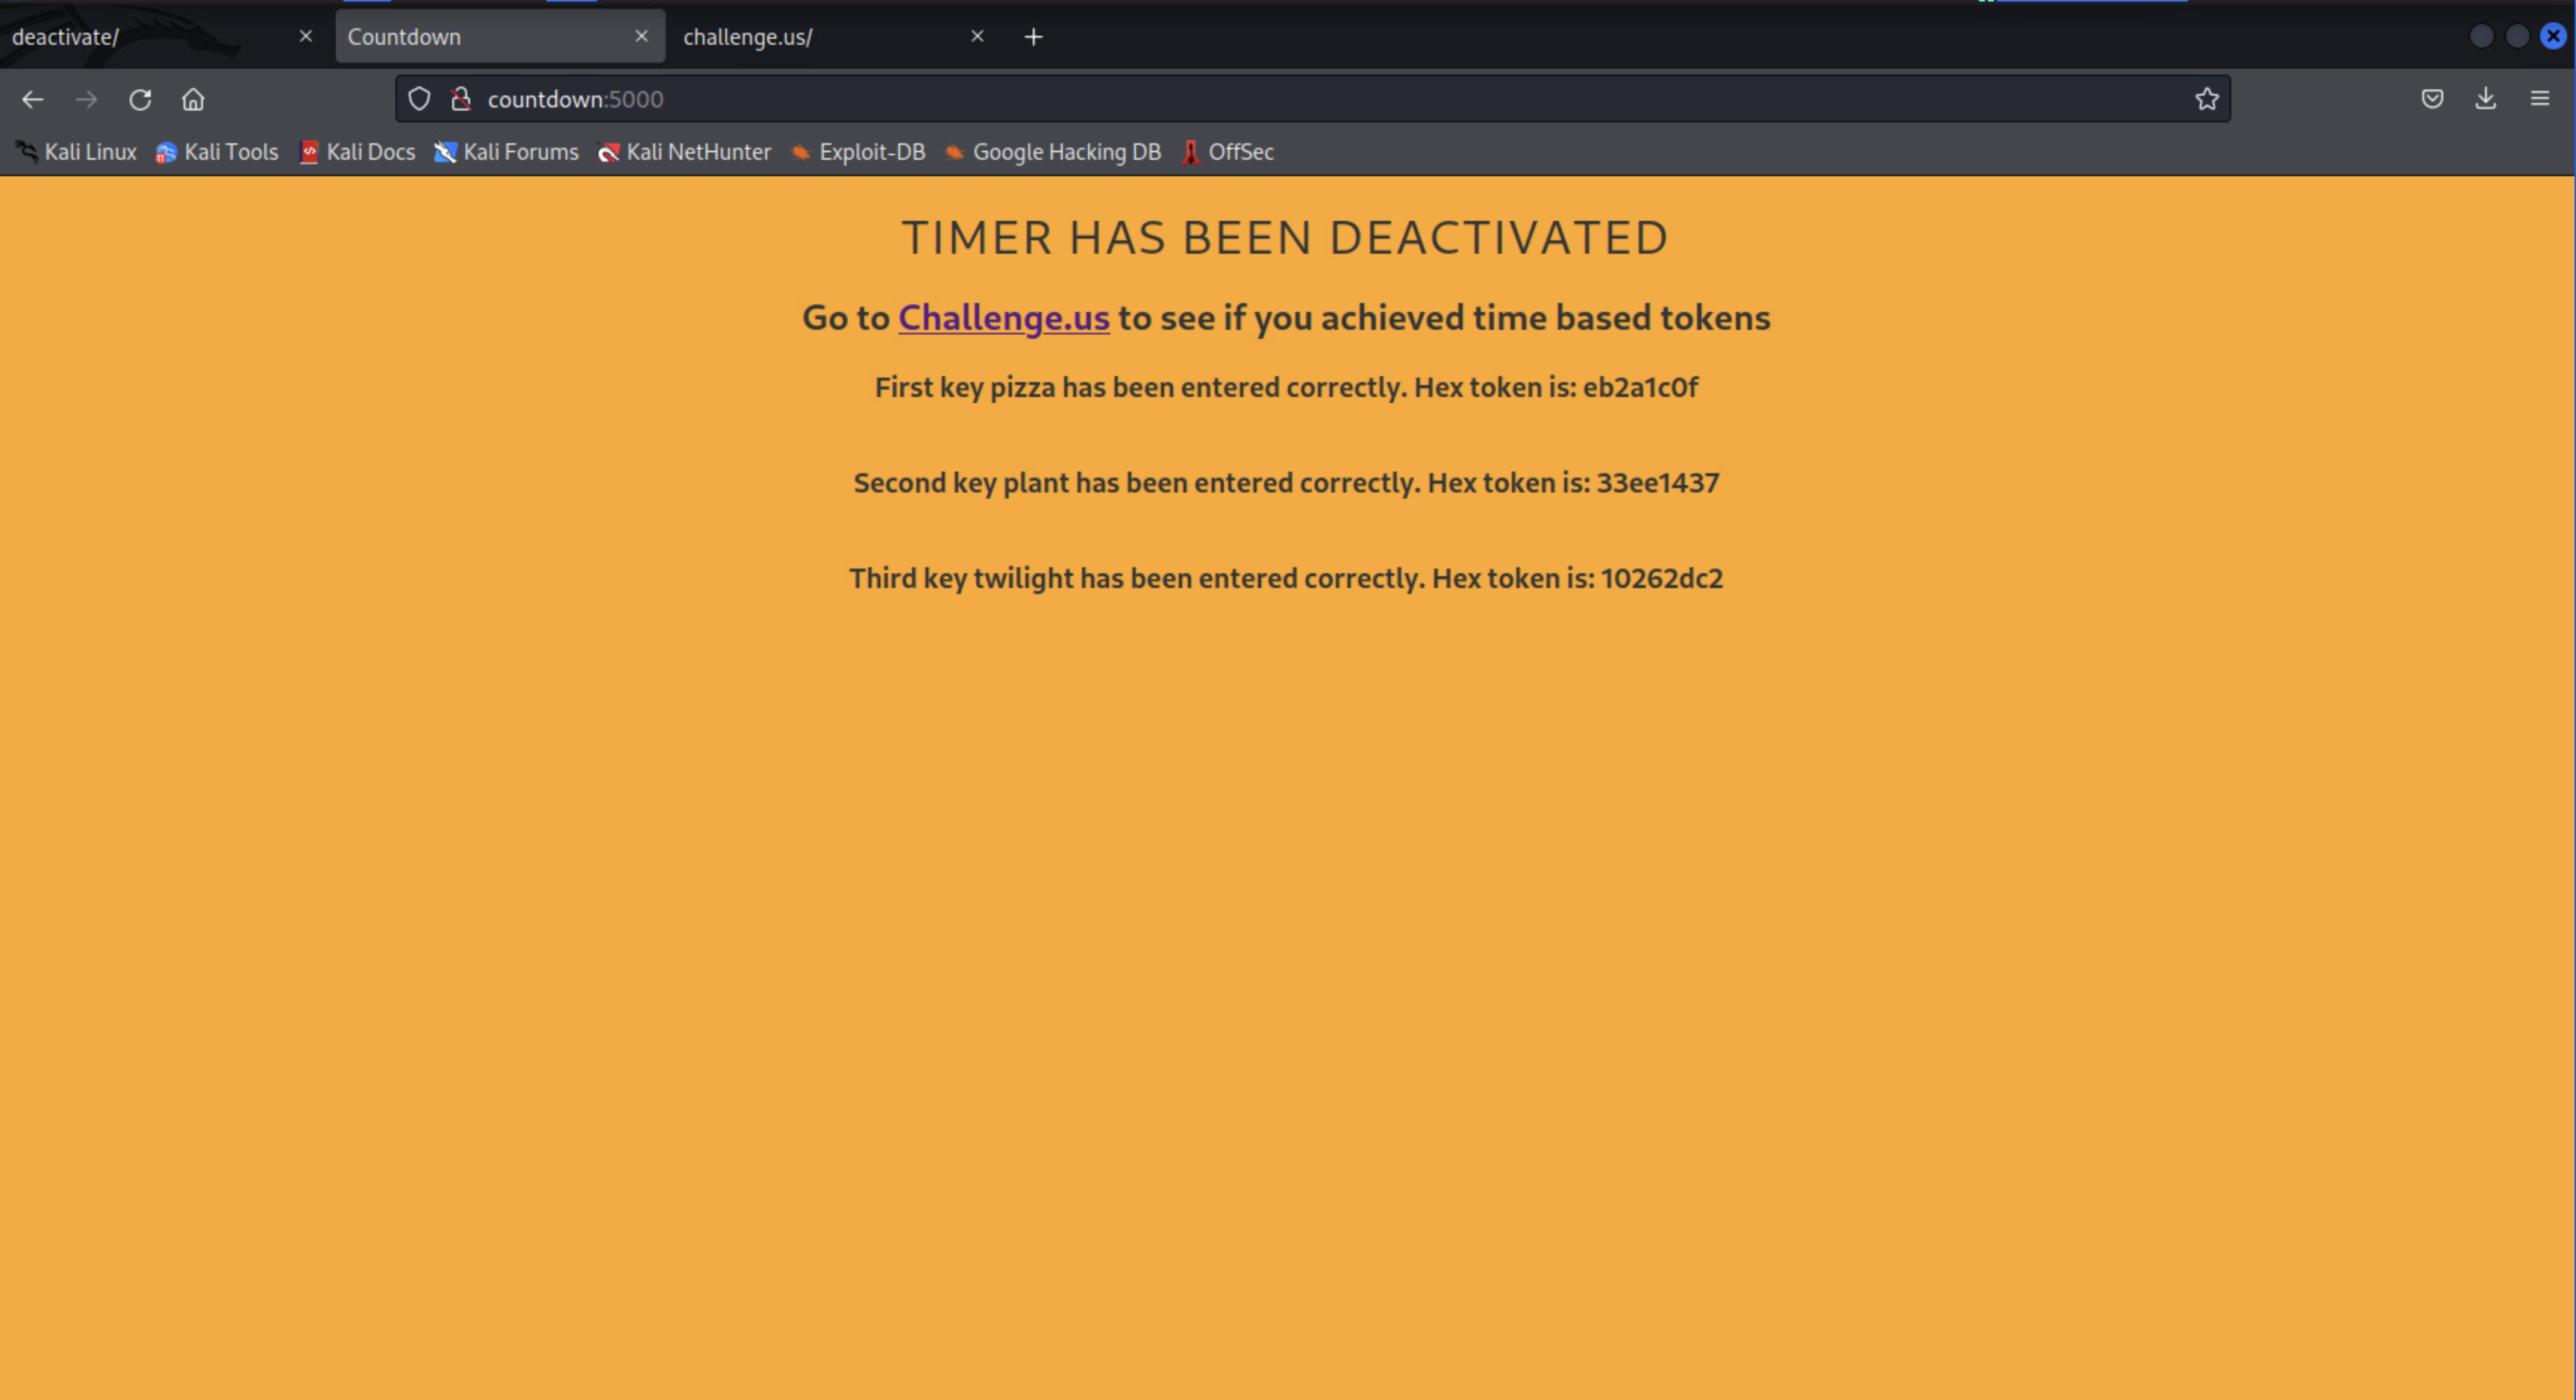 deactivate/
Countdown
challenge.us/
countdown:5000
Kali Linux Kali Tools Kali Docs Kali Forums Kali NetHunter Exploit-DB Google Hacking DB OffSec
TIMER HAS BEEN DEACTIVATED
Go to Challenge.us to see if you achieved time based tokens
First key pizza has been entered correctly. Hex token is: eb2a1c0f
Second key plant has been entered correctly. Hex token is: 33ee1437
Third key twilight has been entered correctly. Hex token is: 10262dc2